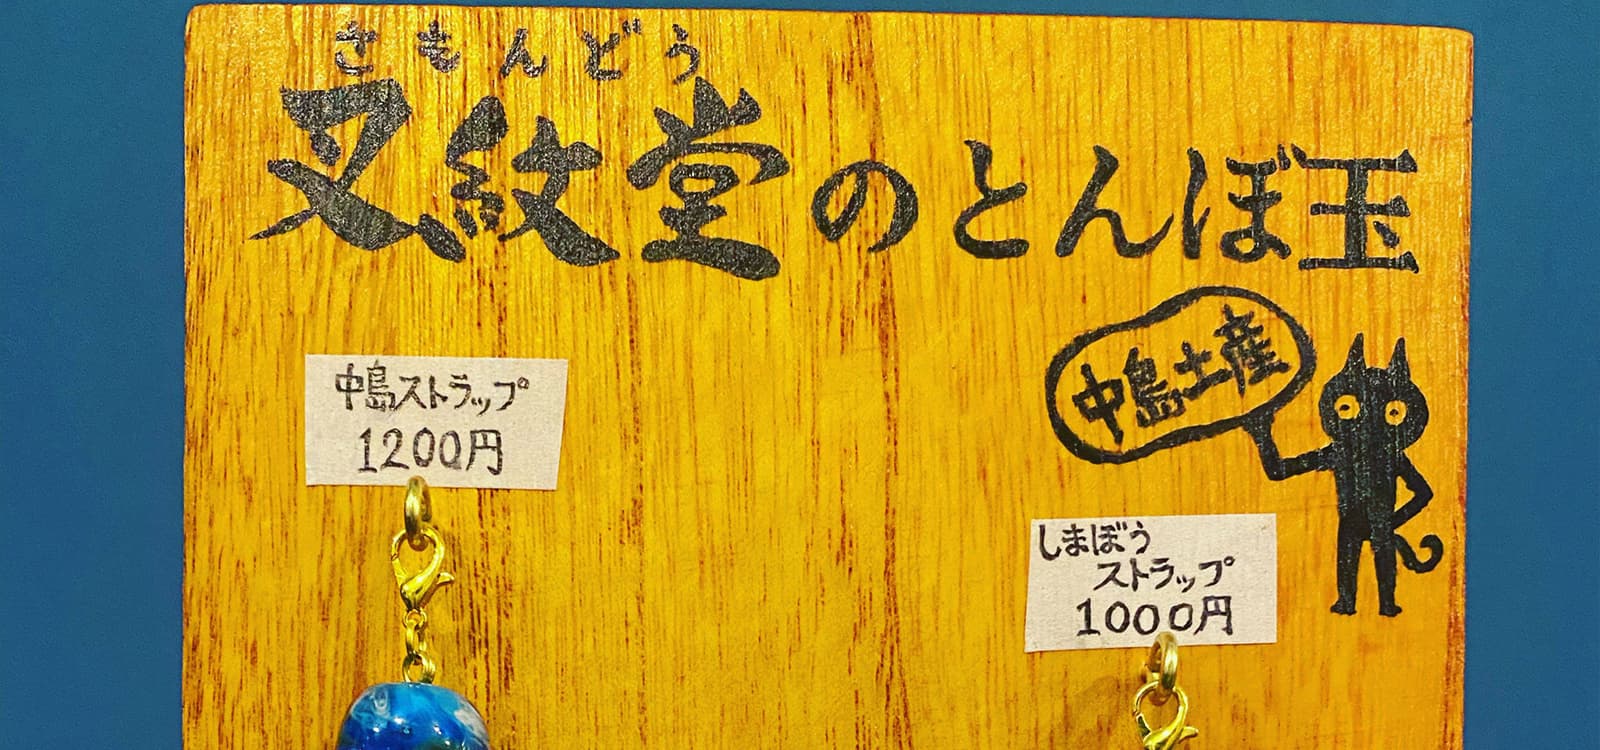 さもんどう
叉紋堂のとんぼ玉
中島土産
中島ストラップ
1200円
しまぼう
ストラップ
1000円